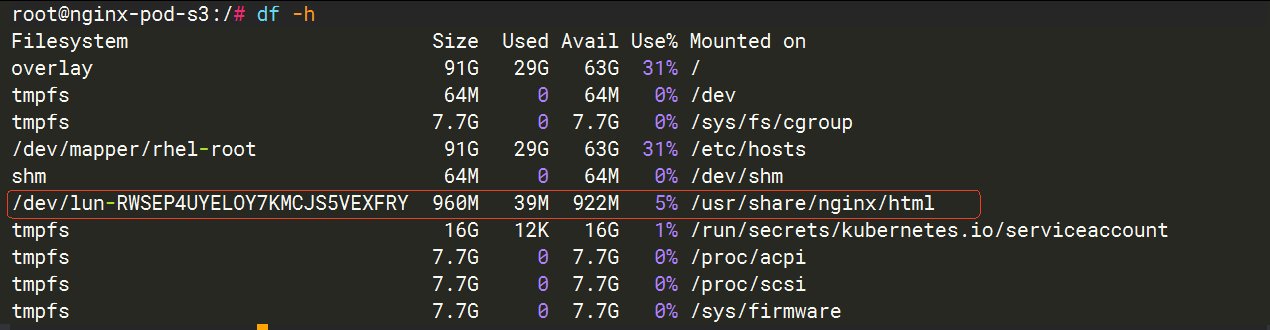 root@nginx-pod-s3:/# df -h
Filesystem Size Used Avail Use% Mounted on
overlay 91G 29G 63G 31% /
tmpfs 64M 0 64M 0% /dev
tmpfs 7.7G 0 7.7G 0% /sys/fs/cgroup
/dev/mapper/rhel-root 91G 29G 63G 31% /etc/hosts
shm 64M 0 64M 0% /dev/shm
/dev/lun-RWSEP4UYELOY7KMCJS5VEXFRY 960M 39M 922M 5% /usr/share/nginx/html
tmpfs 16G 12K 16G 1% /run/secrets/kubernetes.io/serviceaccount
tmpfs 7.7G 0 7.7G 0% /proc/acpi
tmpfs 7.7G 0 7.7G 0% /proc/scsi
tmpfs 7.7G 0 7.7G 0% /sys/firmware